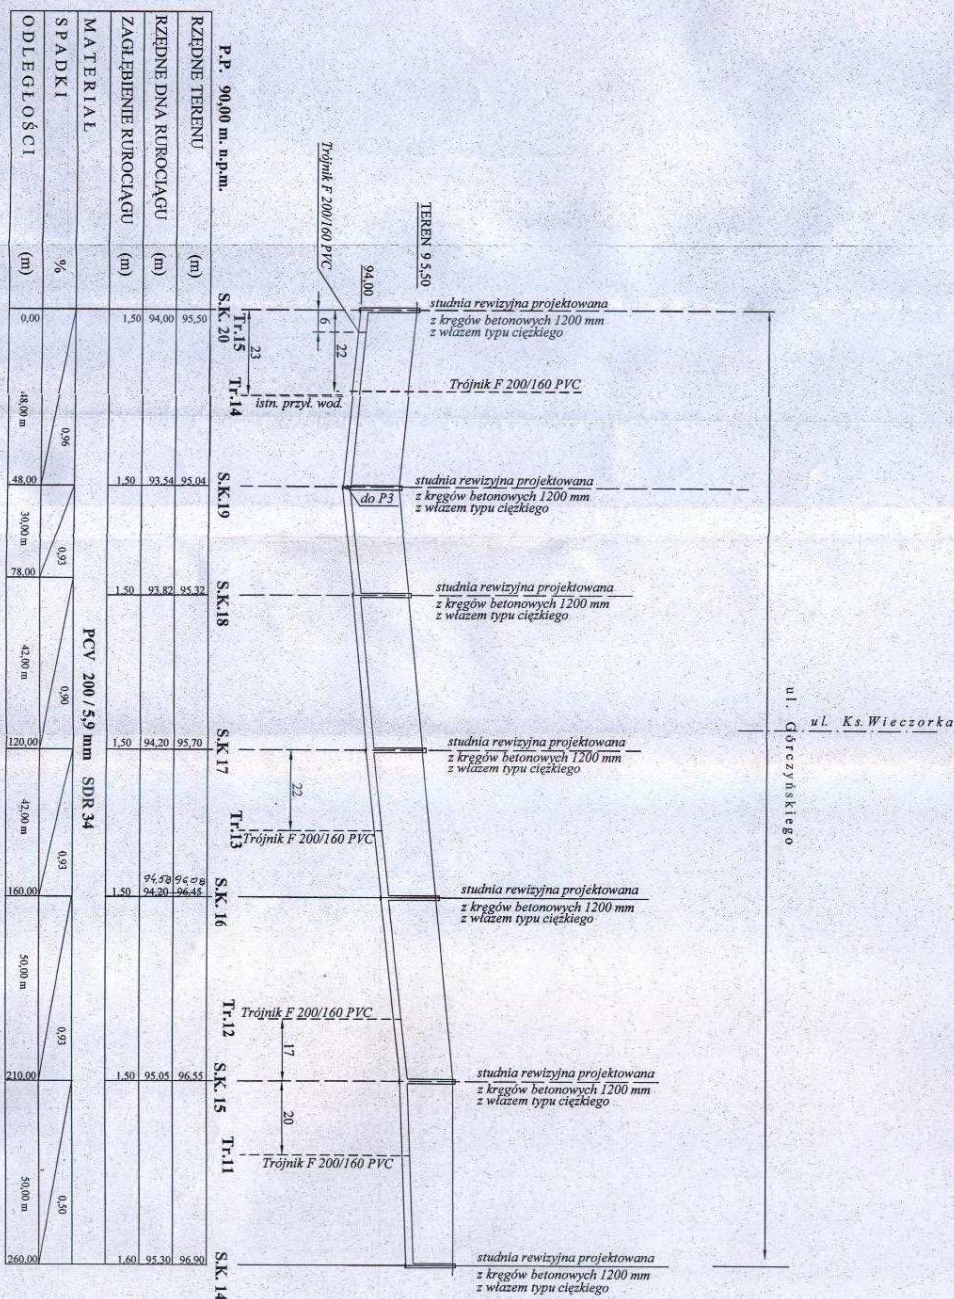 ul. Ks.Wieczorka
ul. Górczyńskiego
studnia rewizyjna projektowana
z kręgów betonowych 1200 mm
z włazem typu ciężkiego
Trójnik F 200/160 PVC
studnia rewizyjna projektowana
z kręgów betonowych 1200 mm
z włazem typu ciężkiego
studnia rewizyjna projektowana
z kręgów betonowych 1200 mm
z włazem typu ciężkiego
studnia rewizyjna projektowana
z kręgów betonowych 1200 mm
z włazem typu ciężkiego
studnia rewizyjna projektowana
z kręgów betonowych 1200 mm
z włazem typu ciężkiego
studnia rewizyjna projektowana
z kręgów betonowych 1200 mm
z włazem typu ciężkiego
studnia rewizyjna projektowana
z kręgów betonowych 1200 mm
z włazem typu ciężkiego
TEREN 9 5,50
94,00
do P3
Trójnik F 200/160 PVC
6
22
23
istn. przył. wod.
22
Trójnik F 200/160 PVC
Trójnik F 200/160 PVC
17
20
Trójnik F 200/160 PVC
P.P. 90,00 m. n.p.m.
S.K. 20
Tr.15
Tr.14
S.K.19
S.K.18
S.K 17
Tr.13
S.K. 16
Tr.12
S.K 15
Tr.11
S.K. 14
RZĘDNE TERENU (m) 95,50 95,04 95,32 95,70 96,08 96,45 96,55 96,90
RZĘDNE DNA RUROCIĄGU (m) 94,00 93,54 93.82 94,20 94,58 94,20 95,05 95,30
ZAGŁĘBIENIE RUROCIĄGU (m) 1,50 1,50 1,50 1,50 1,50 1,50 1,60
MATERIAŁ PCV 200 / 5,9 mm SDR 34
SPADKI % 0,96 0,93 0,90 0,93 0,93 0,50
ODLEGŁOŚCI (m) 0,00 48,00 m 48,00 30,00 m 78,00 42,00 m 120,00 42,00 m 160,00 50,00 m 210,00 50,00 m 260,00